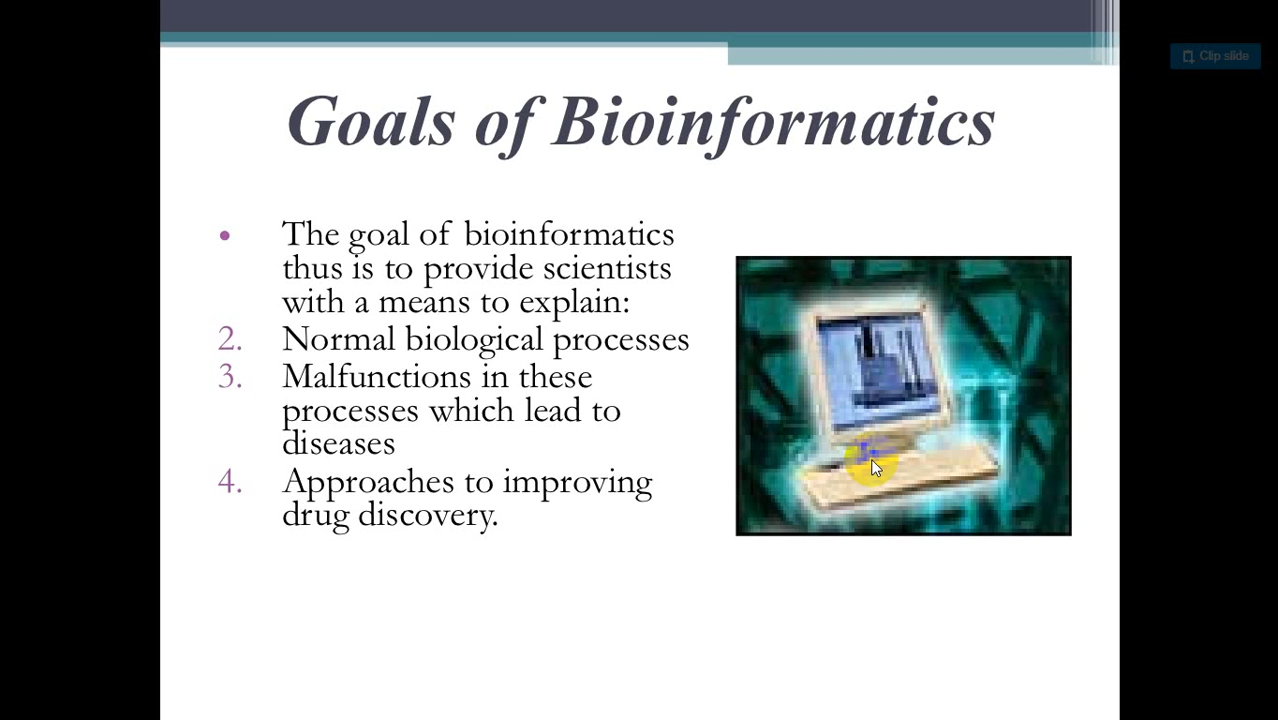 Clip slide
Goals of Bioinformatics
• The goal of bioinformatics
thus is to provide scientists
with a means to explain:
2. Normal biological processes
3. Malfunctions in these
processes which lead to
diseases
4. Approaches to improving
drug discovery.